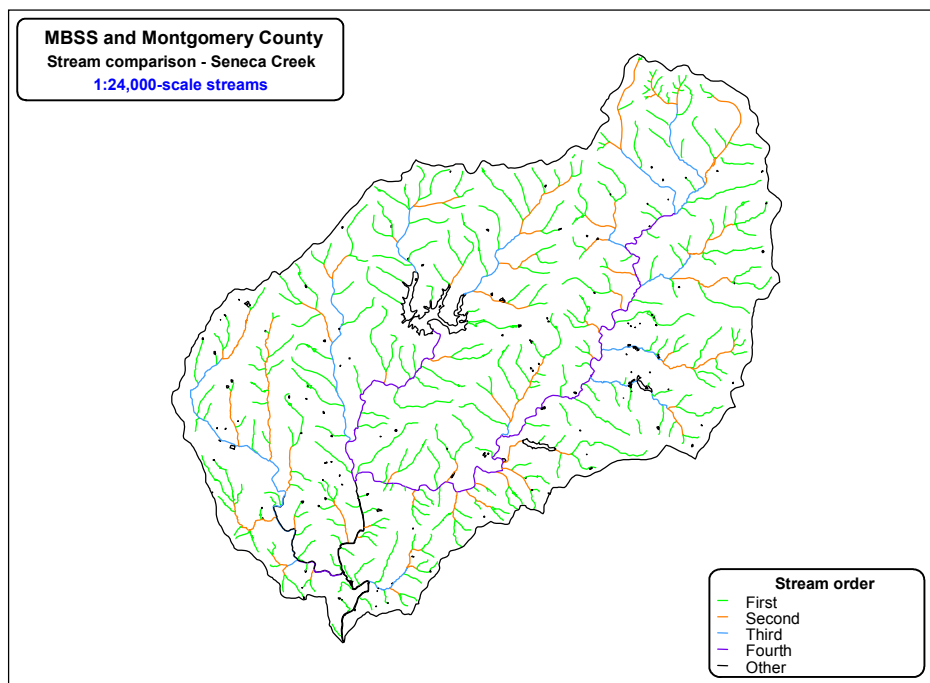 MBSS and Montgomery County
Stream comparison - Seneca Creek
1:24,000-scale streams
Stream order
First
Second
Third
Fourth
Other